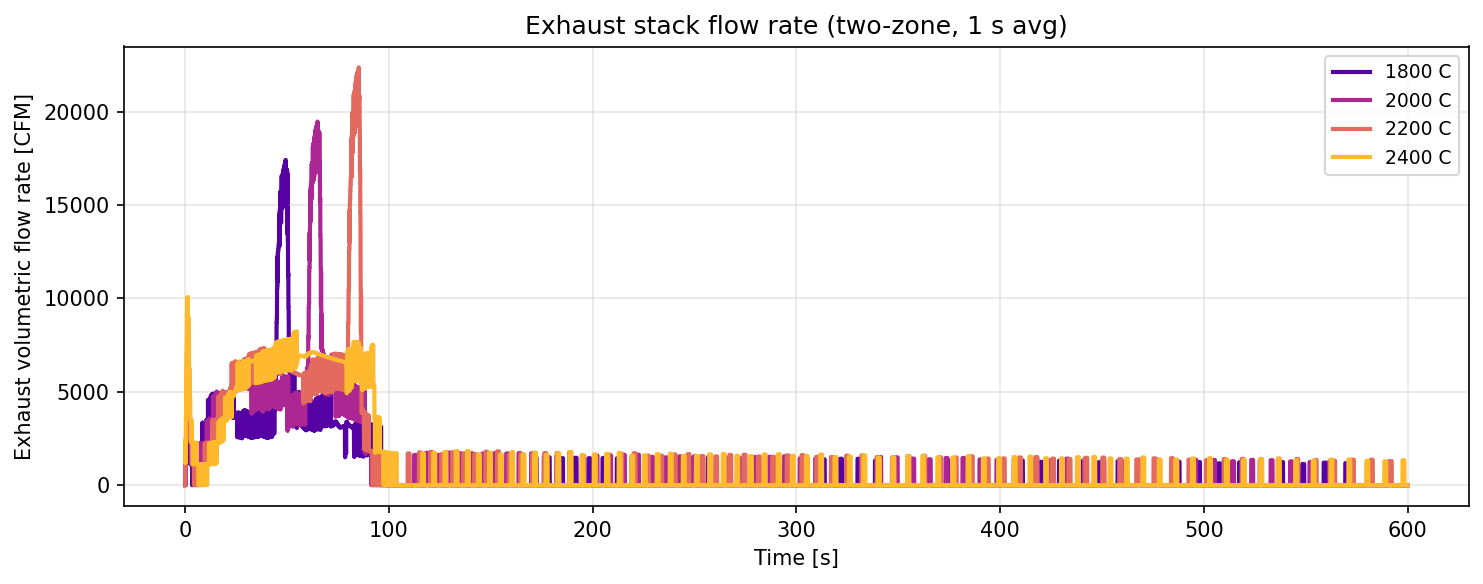 Exhaust stack flow rate (two-zone, 1 s avg)
Exhaust volumetric flow rate [CFM]
20000
15000
10000
5000
0
1800 C
2000 C
2200 C
2400 C
0 100 200 300 400 500 600
Time [s]